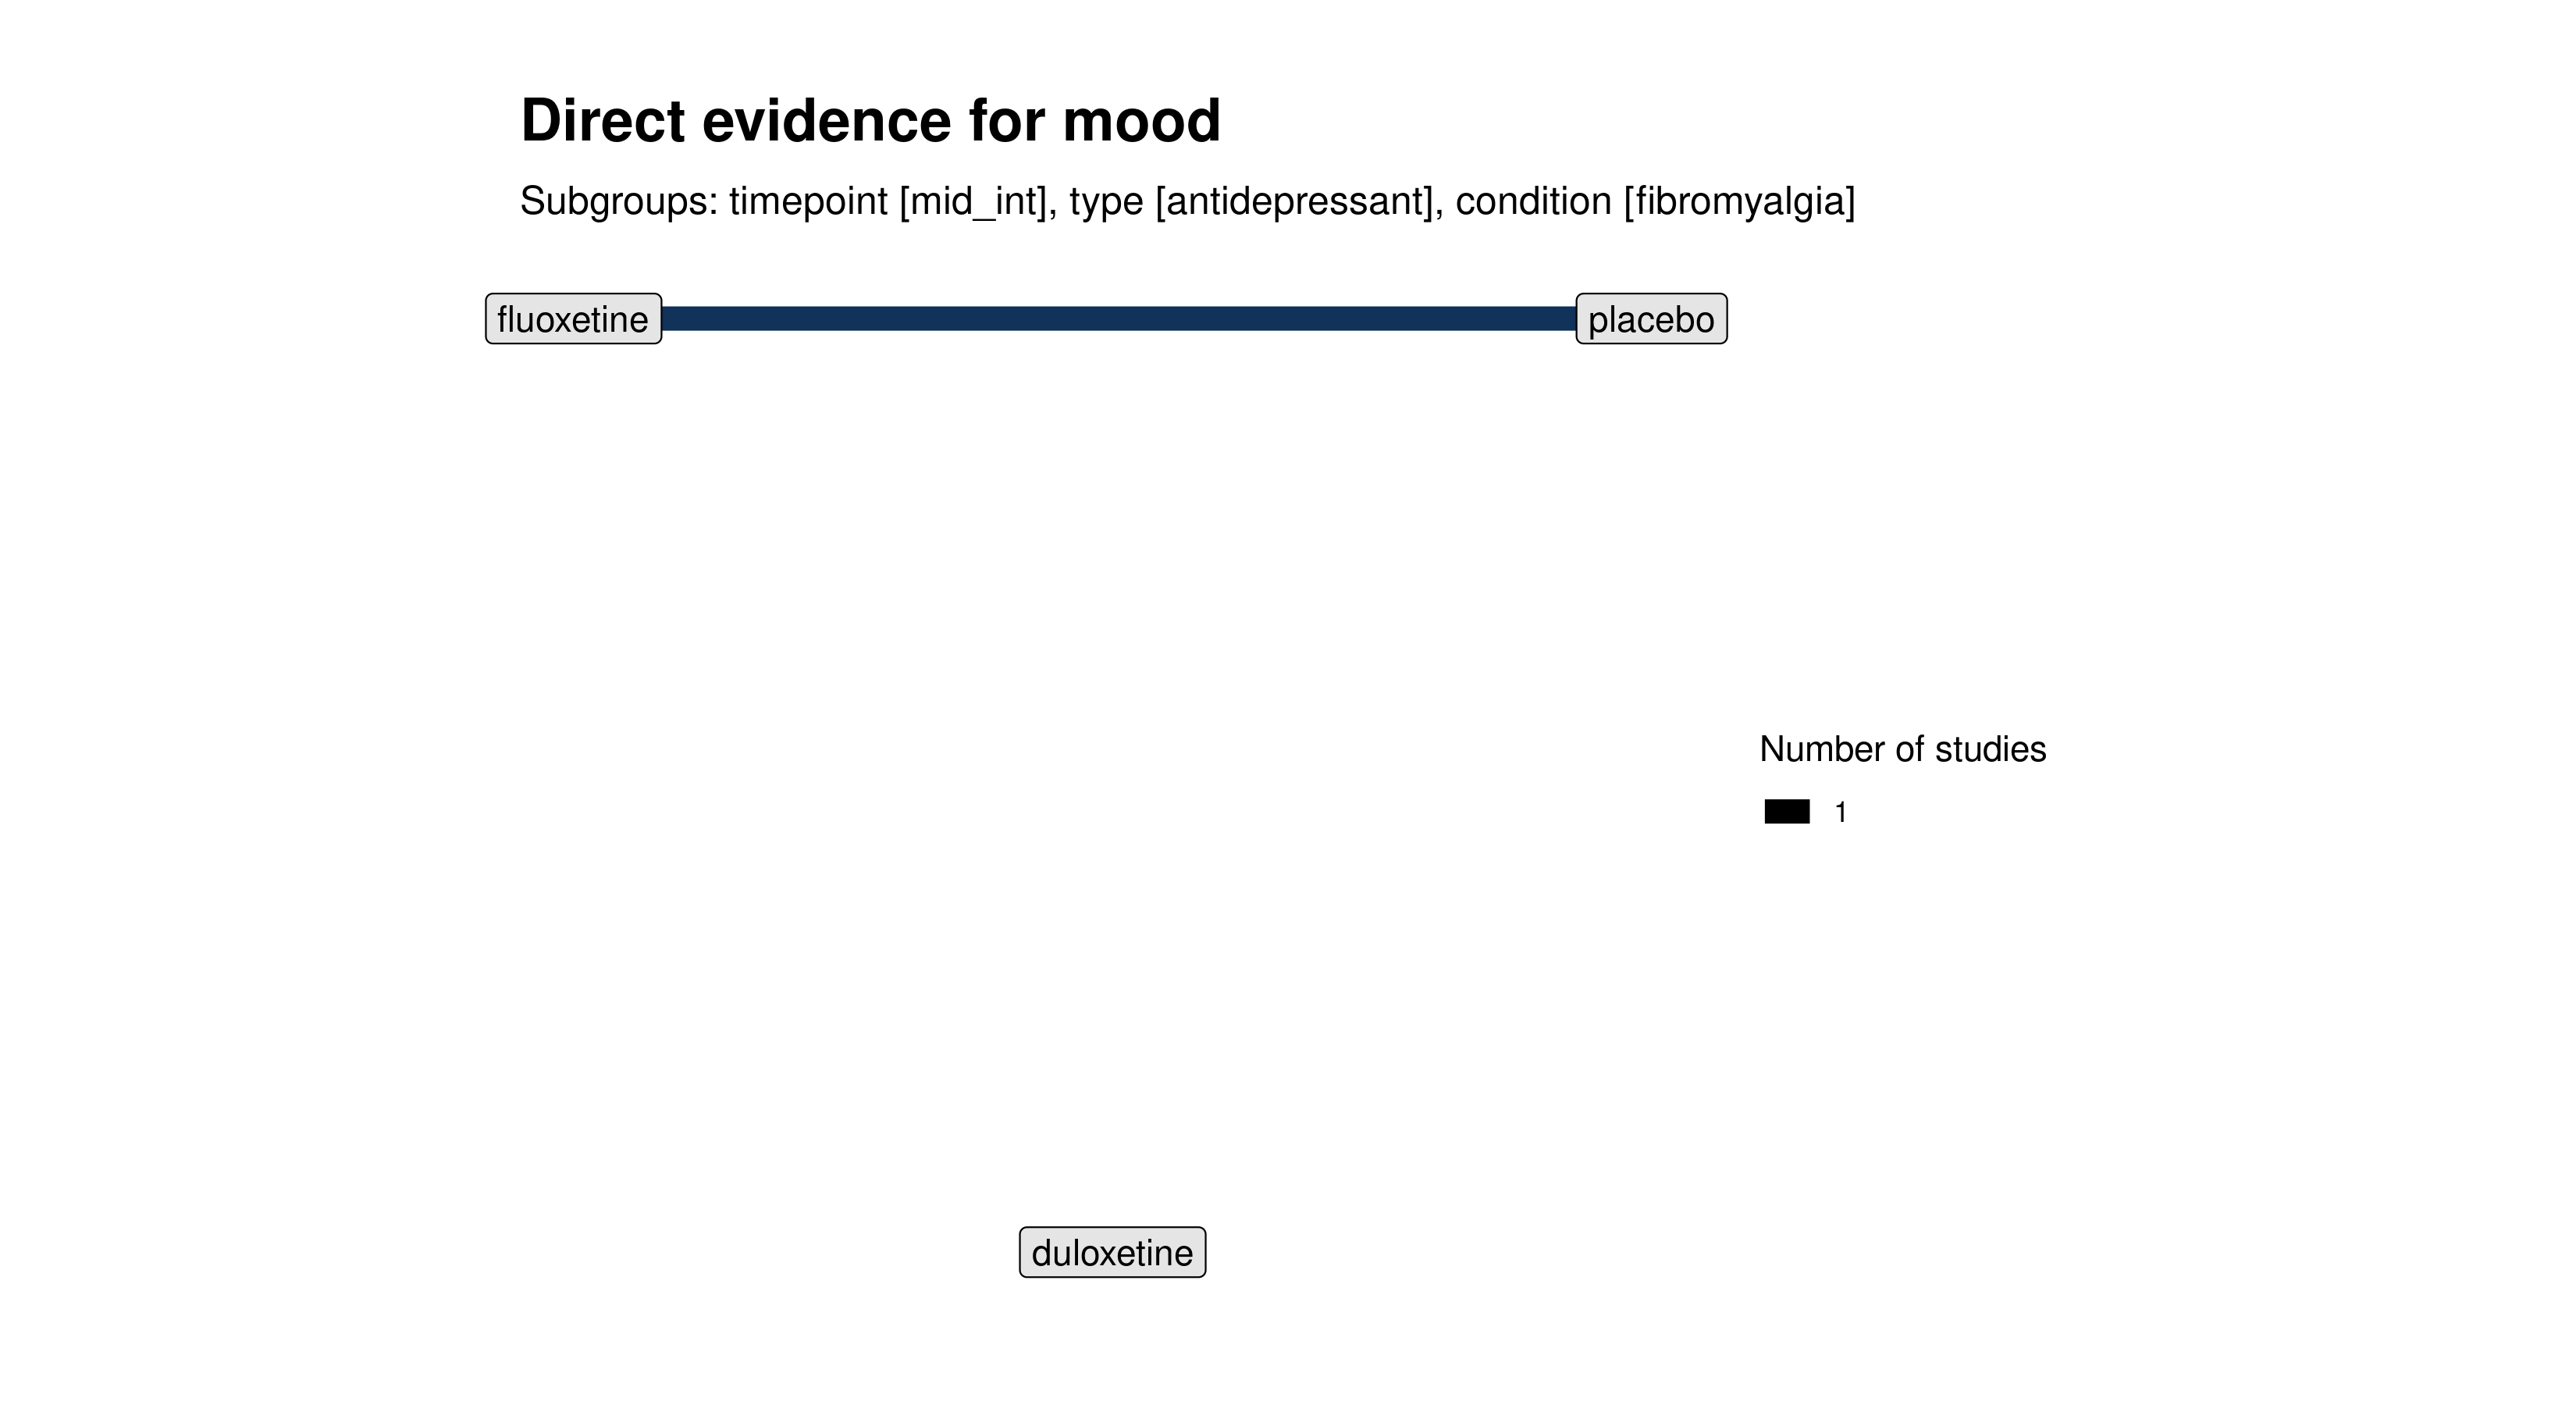 Direct evidence for mood
Subgroups: timepoint [mid_int], type [antidepressant], condition [fibromyalgia]
fluoxetine
placebo
Number of studies
1
duloxetine